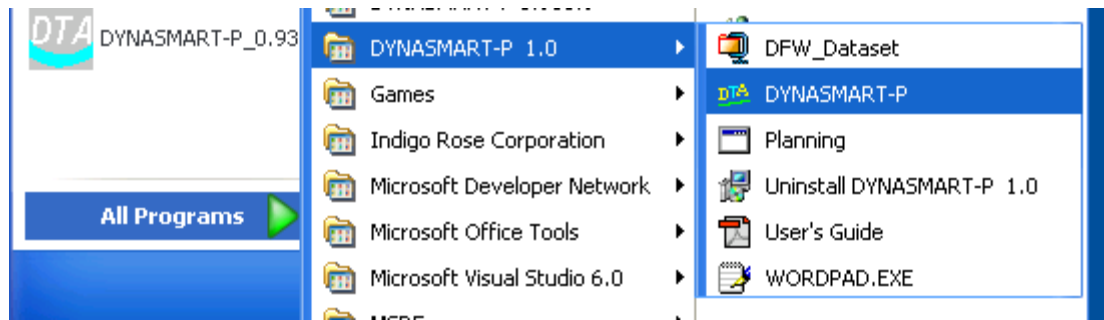 DTA DYNASMART-P_0.93
All Programs
DYNASMART-P 1.0
Games
Indigo Rose Corporation
Microsoft Developer Network
Microsoft Office Tools
Microsoft Visual Studio 6.0
DFW_Dataset
DTA DYNASMART-P
Planning
Uninstall DYNASMART-P 1.0
User's Guide
WORDPAD.EXE